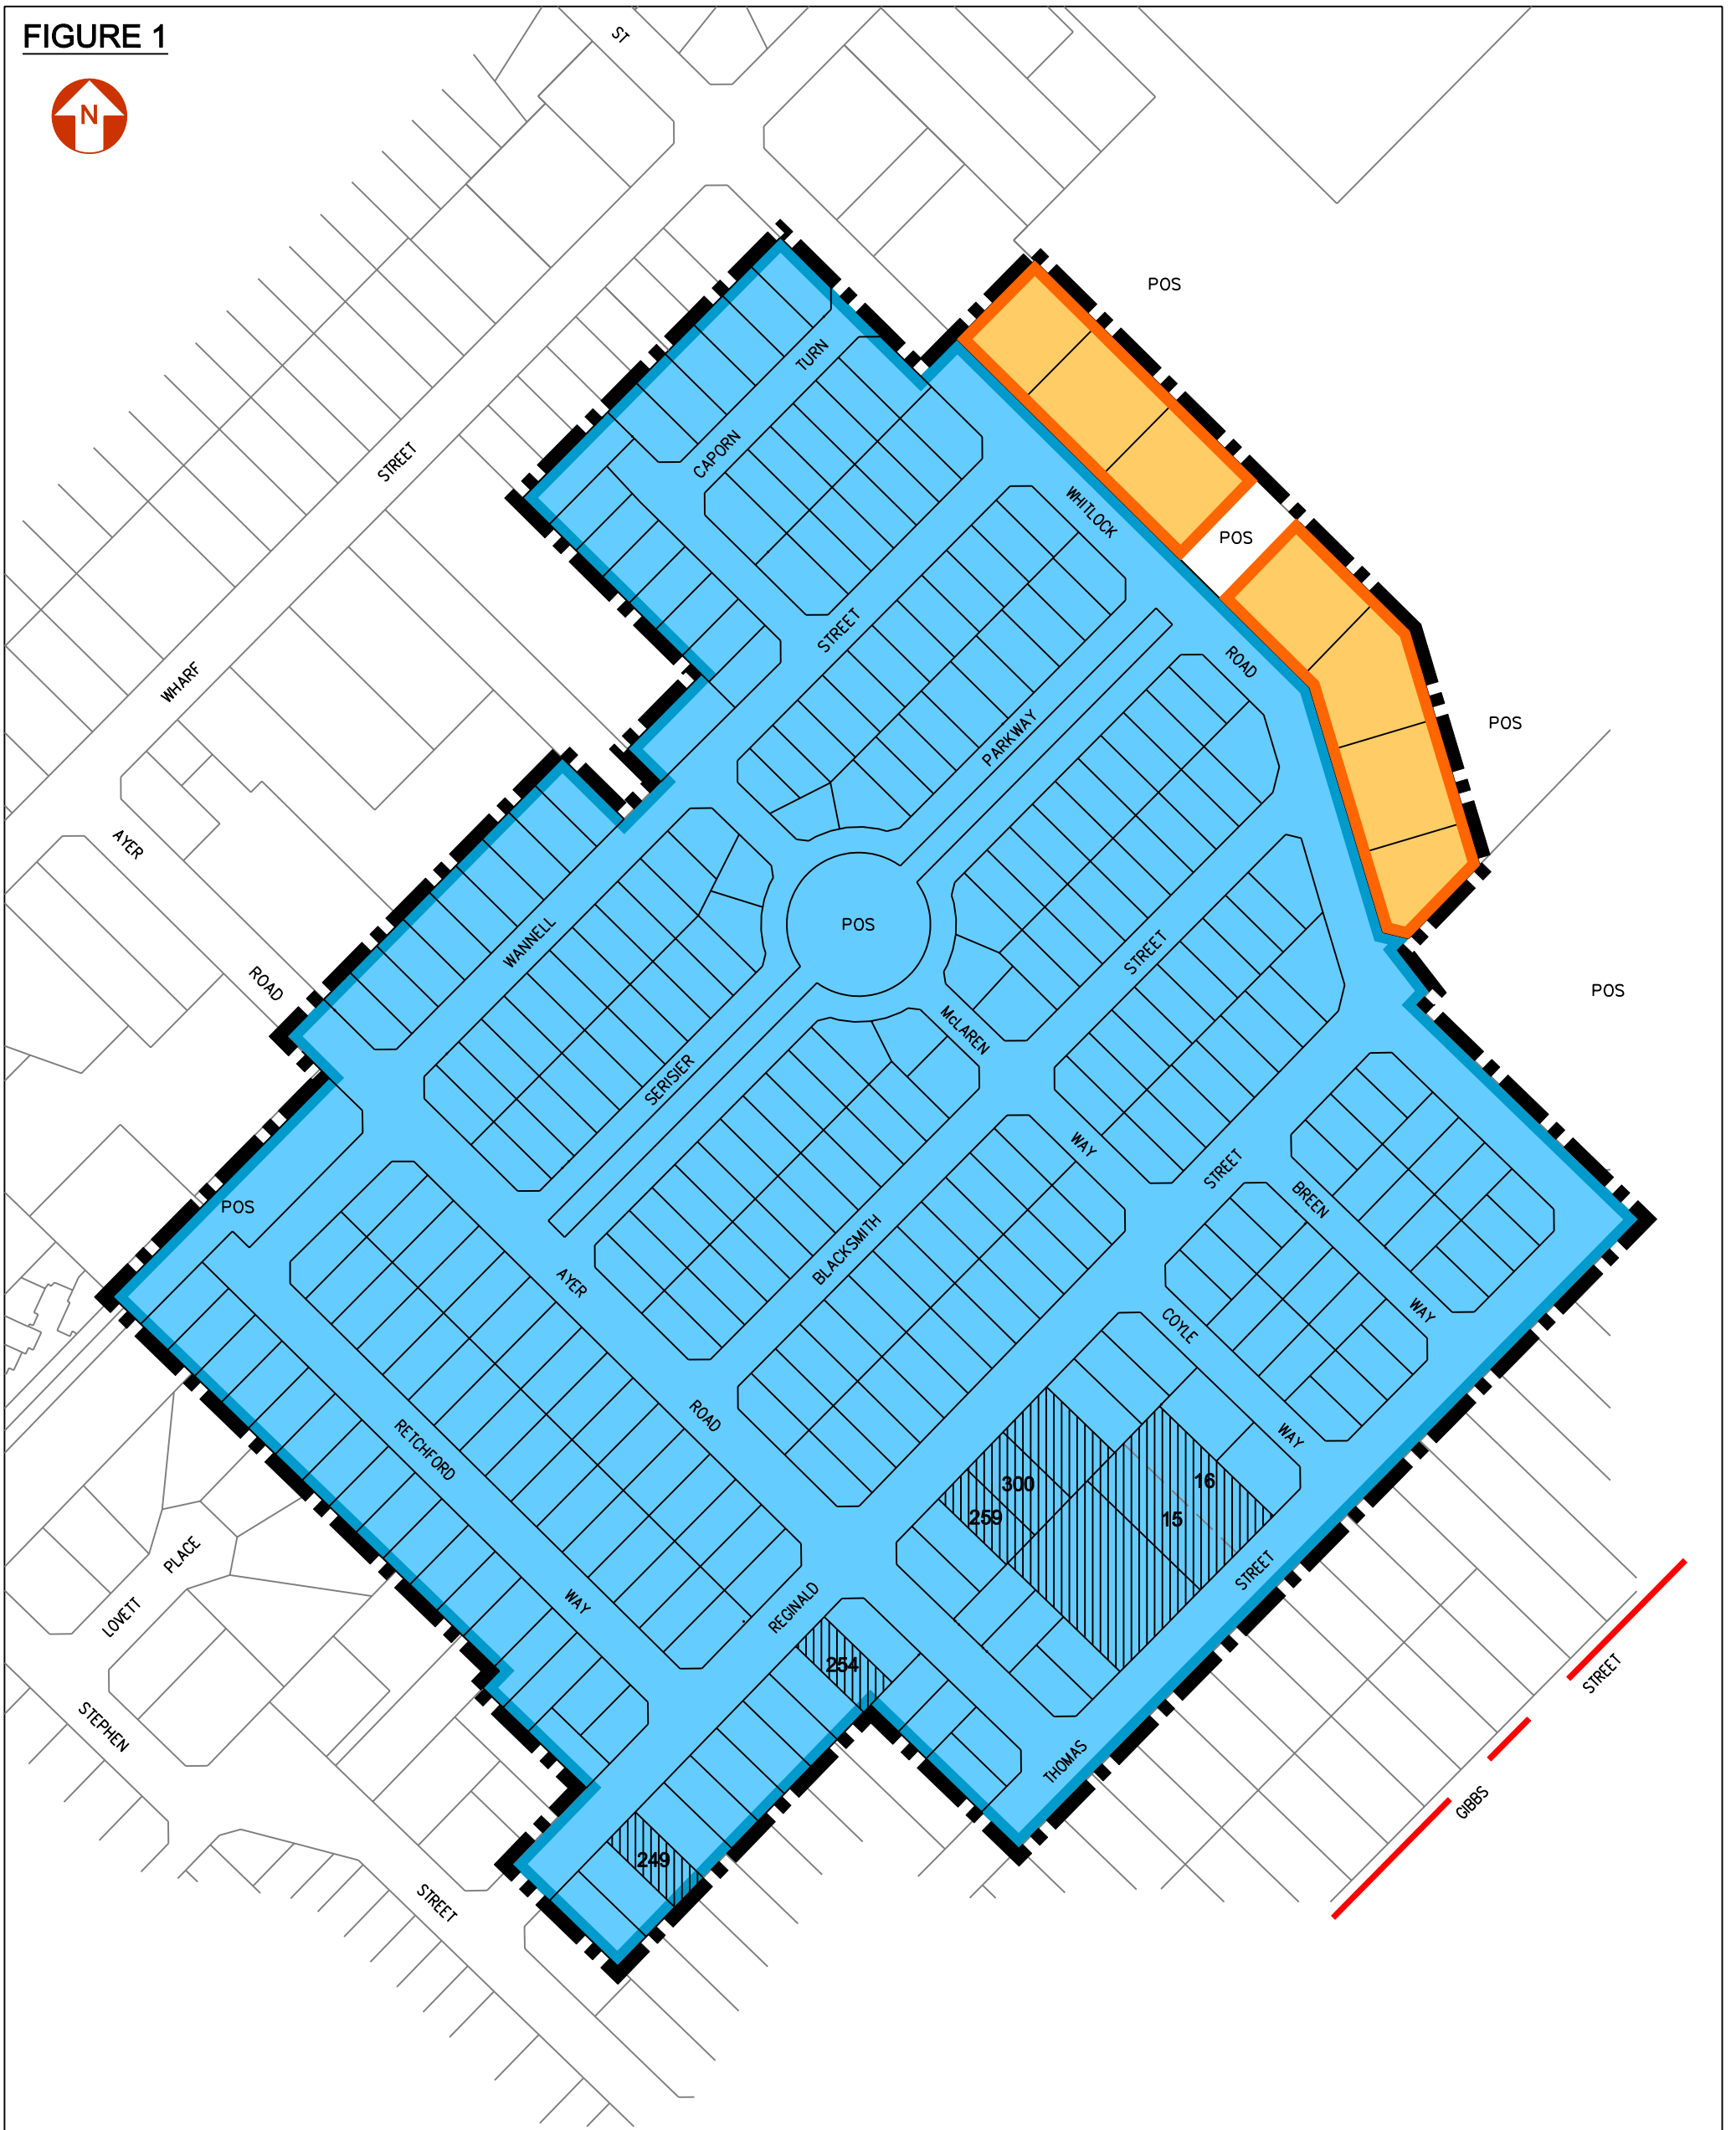 FIGURE 1
ST
N
POS
TURN
CAPORN
STREET
WHITLOCK
POS
STREET
ROAD
WHARF
PARKWAY
POS
AYER
POS
WANNELL
STREET
ROAD
POS
McLAREN
SERISIER
WAY
STREET
BREEN
POS
BLACKSMITH
AYER
WAY
COYLE
ROAD
WAY
RETCHFORD
300
16
259
15
PLACE
STREET
WAY
REGINALD
LOVETT
254
STREET
STEPHEN
THOMAS
GIBBS
249
STREET